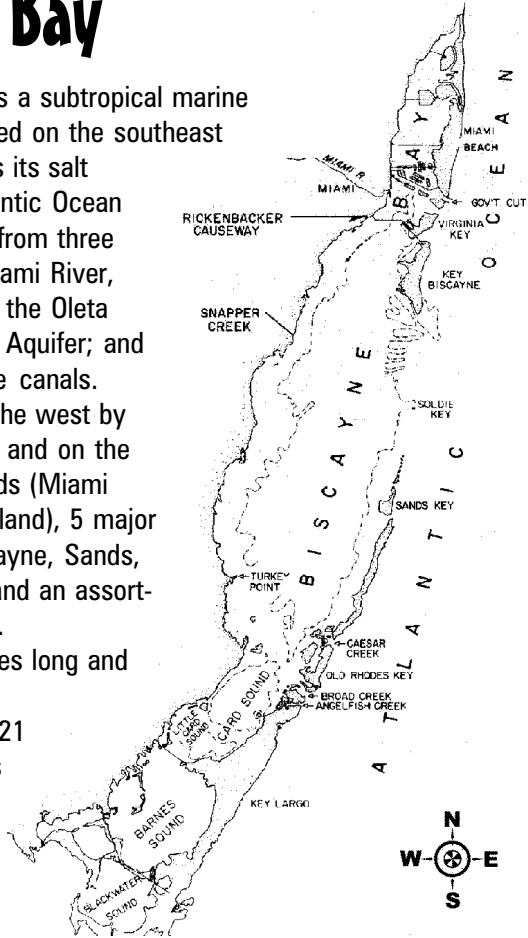 Bay
s a subtropical marine
ed on the southeast
s its salt
ntic Ocean
from three
ami River,
the Oleta
Aquifer; and
e canals.
he west by
and on the
ds (Miami
land), 5 major
ayne, Sands,
and an assort-
.
es long and
21
s
MIAMI
BEACH
MIAMI R.
MIAMI
GOV'T. CUT
RICKENBACKER
CAUSEWAY
VIRGINIA
KEY
KEY
BISCAYNE
SNAPPER
CREEK
SOLDIE
KEY
SANDS KEY
BISCAYNE BAY
ATLANTIC OCEAN
TURKEY
POINT
CAESAR
CREEK
OLD RHODES KEY
BROAD CREEK
ANGELFISH CREEK
CARD SOUND
LITTLE
CARD
SOUND
KEY LARGO
BARNES
SOUND
BLACKWATER
SOUND
N
W E
S